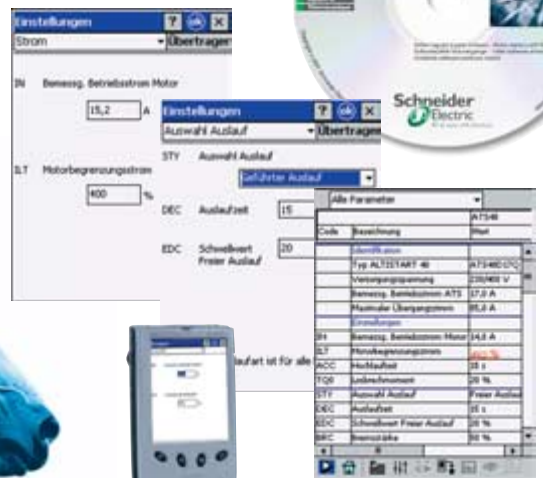 Einstellungen ? ok X
Strom Übertragen
IN Bemessg. Betriebsstrom Motor
15,2 A
ILT Motorbegrenzungsstrom
400 %
Einstellungen ? ok X
Auswahl Auslauf Übertragen
STY Auswahl Auslauf
Geführter Auslauf
DEC Auslaufzeit 15
EDC Schwellwert 20
Freier Auslauf
laufart ist für alle
Schneider
Electric
Alle Parameter
ATS48
Code Bezeichnung Wert
Identifikation
Typ ALTISTART 48 ATS48D17Q
Versorgungsspannung 230/400 V
Bemessg. Betriebsstrom ATS 17,0 A
Maximaler Übergangsstrom 85,0 A
Einstellungen
IN Bemessg. Betriebsstrom Motor 14,8 A
ILT Motorbegrenzungsstrom
ACC Hochlaufzeit 15 s
TQ0 Losbrechmoment 20 %
STY Auswahl Auslauf Freier Auslauf
DEC Auslaufzeit 15 s
EDC Schwellwert Freier Auslauf 20 %
BRC Bremsstärke 50 %